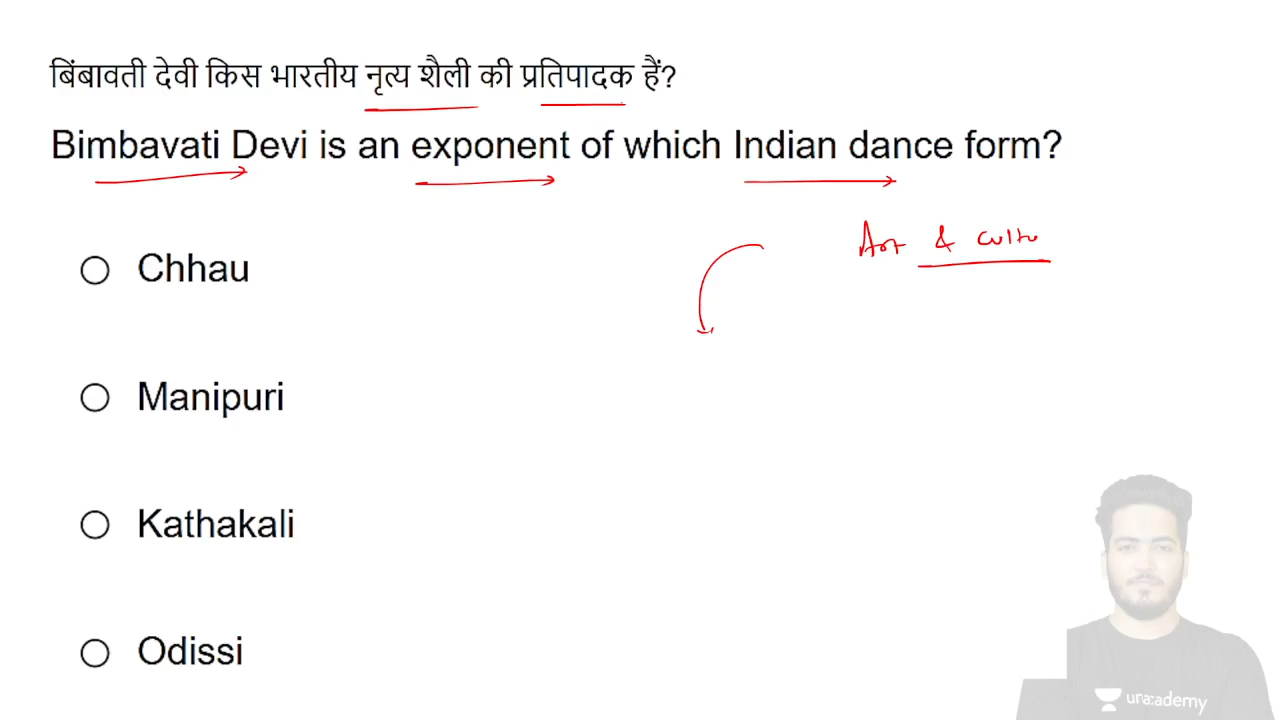 बिंबावती देवी किस भारतीय नृत्य शैली की प्रतिपादक हैं?
Bimbavati Devi is an exponent of which Indian dance form?
Art & cultu
Chhau
Manipuri
Kathakali
Odissi
unacademy